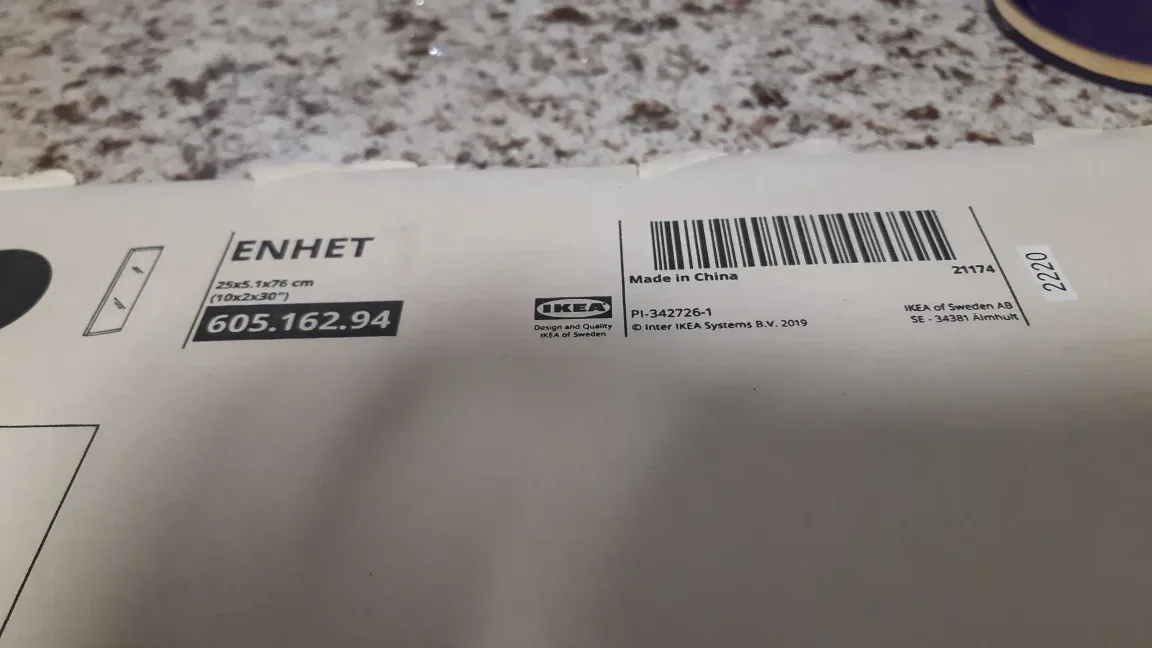 ENHET
25x5.1x76 cm
(10x2x30")
605.162.94
IKEA
Design and Quality
IKEA of Sweden
Made in China
21174
PI-342726-1
© Inter IKEA Systems B.V. 2019
IKEA of Sweden AB
SE - 34381 Älmhult
2220